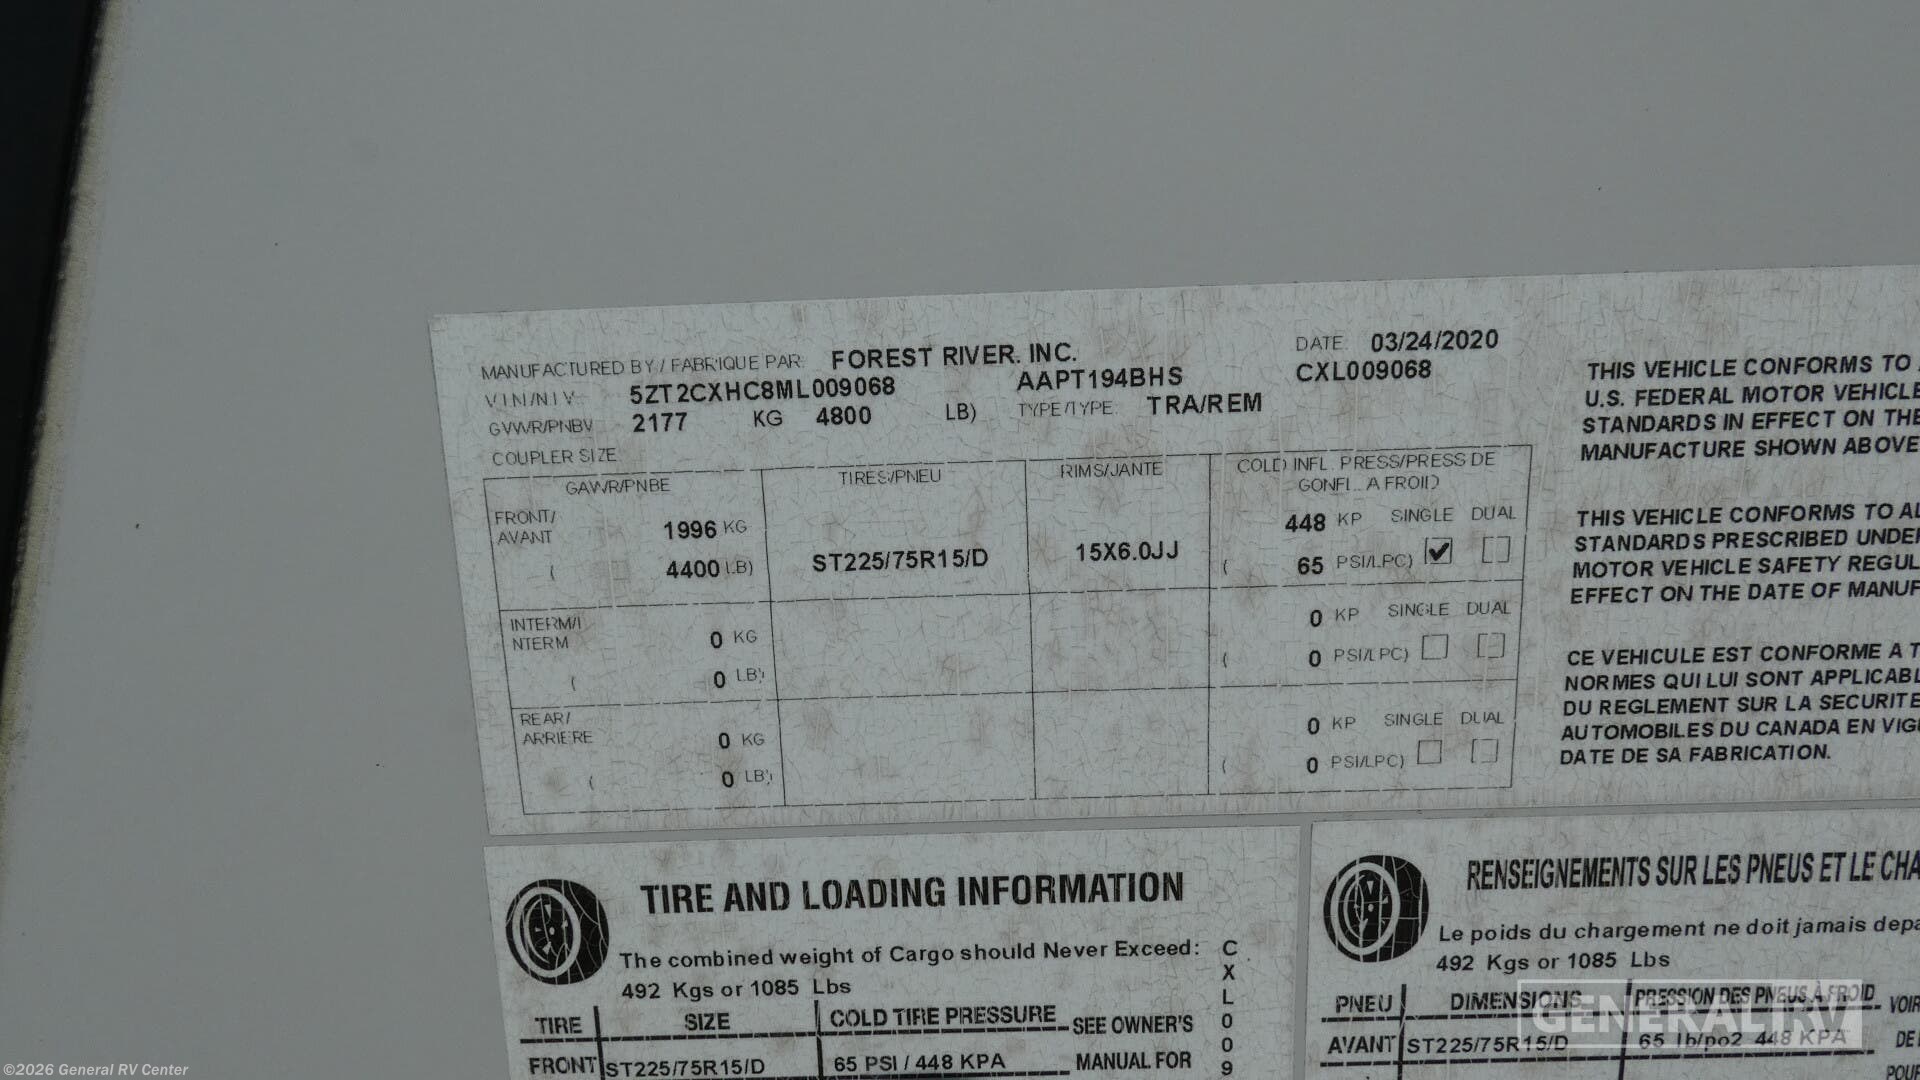 MANUFACTURED BY / FABRIQUE PAR: FOREST RIVER, INC. DATE: 03/24/2020
V I N/N I V: 5ZT2CXHC8ML009068 AAPT194BHS CXL009068
GVWR/PNBV 2177 KG 4800 LB) TYPE/TYPE: TRA/REM
COUPLER SIZE
GAWR/PNBE TIRES/PNEU RIMS/JANTE COLD INFL. PRESS/PRESS DE
GONFL. A FROID
FRONT/
AVANT 1996 KG 448 KP SINGLE DUAL
( 4400 LB) ST225/75R15/D 15X6.0JJ ( 65 PSI/LPC)
INTERM/I
NTERM 0 KG 0 KP SINGLE DUAL
( 0 LB) ( 0 PSI/LPC)
REAR/
ARRIERE 0 KG 0 KP SINGLE DUAL
( 0 LB) ( 0 PSI/LPC)
THIS VEHICLE CONFORMS TO
U.S. FEDERAL MOTOR VEHICLE
STANDARDS IN EFFECT ON THE
MANUFACTURE SHOWN ABOVE
THIS VEHICLE CONFORMS TO AL
STANDARDS PRESCRIBED UNDER
MOTOR VEHICLE SAFETY REGUL
EFFECT ON THE DATE OF MANUF
CE VEHICULE EST CONFORME A T
NORMES QUI LUI SONT APPLICABL
DU REGLEMENT SUR LA SECURITE
AUTOMOBILES DU CANADA EN VIG
DATE DE SA FABRICATION.
TIRE AND LOADING INFORMATION
The combined weight of Cargo should Never Exceed:
492 Kgs or 1085 Lbs
TIRE SIZE COLD TIRE PRESSURE SEE OWNER'S
FRONT ST225/75R15/D 65 PSI / 448 KPA MANUAL FOR
CXL009
RENSEIGNEMENTS SUR LES PNEUS ET LE CHA
Le poids du chargement ne doit jamais depa
492 Kgs or 1085 Lbs
PNEU DIMENSIONS PRESSION DES PNEUS À FROID VOIR
AVANT ST225/75R15/D 65 lb/po2 448 KPA DE
POUR
GENERAL RV
©2026 General RV Center